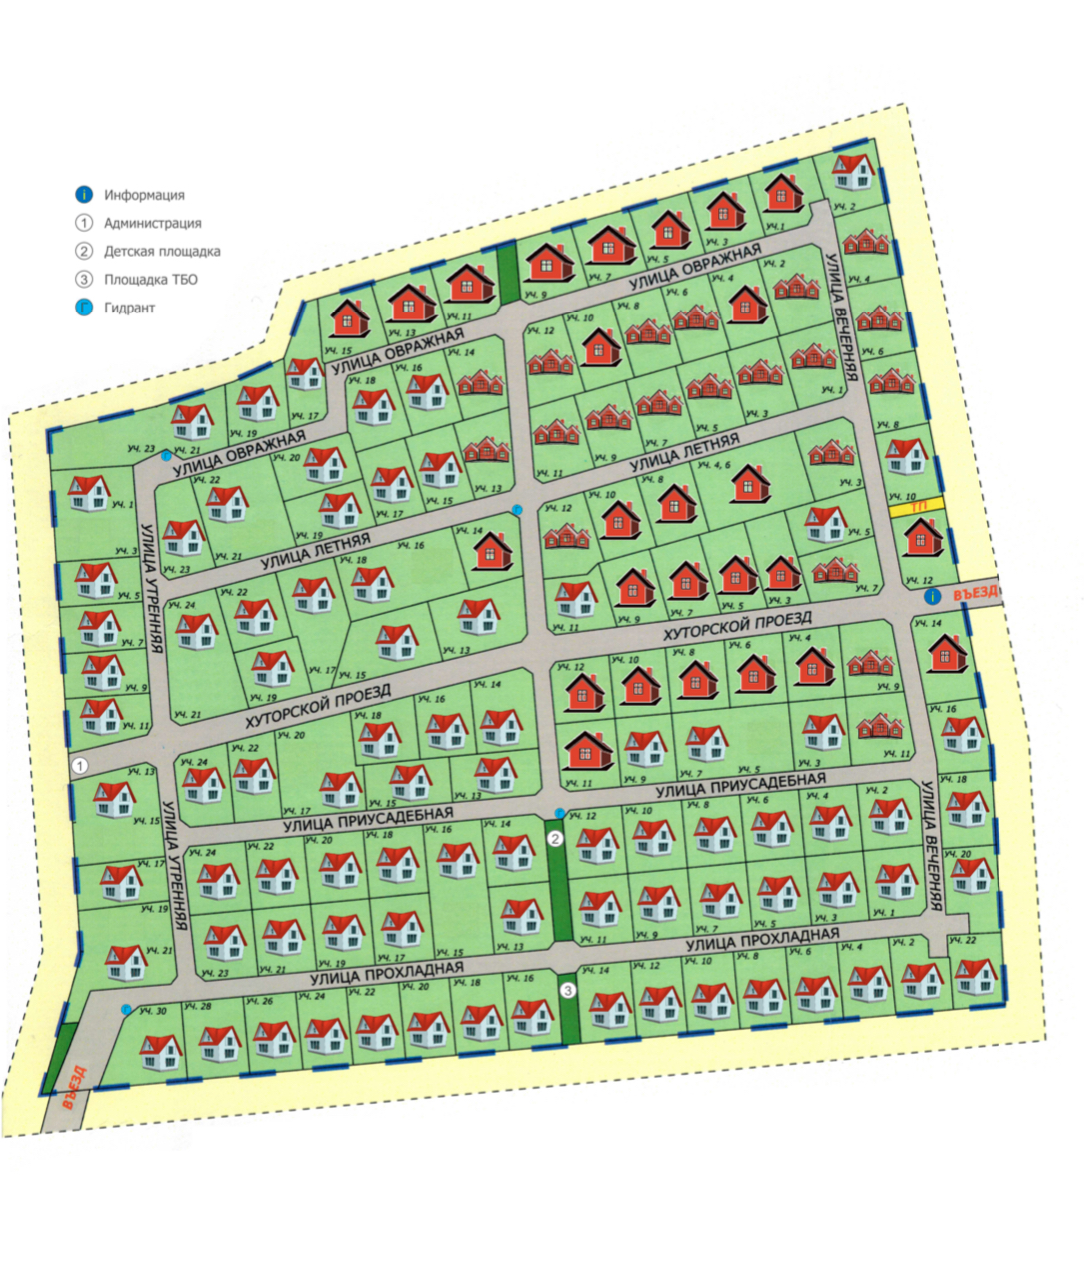 i Информация
1 Администрация
2 Детская площадка
3 Площадка ТБО
Г Гидрант
УЧ. 2
УЧ.1
УЧ. 3
УЧ. 5
УЧ. 7
УЧ. 9
УЧ.11
УЧ. 13
УЧ. 15
УЧ. 17
УЧ. 19
УЧ. 21
УЧ. 23
УЛИЦА ОВРАЖНАЯ
УЛИЦА ОВРАЖНАЯ
УЛИЦА ОВРАЖНАЯ
УЛИЦА ВЕЧЕРНЯЯ
УЧ. 4
УЧ. 6
УЧ. 8
УЧ. 10
ТП
УЧ. 12
ВЪЕЗД
i
УЧ. 14
УЧ. 16
УЧ. 18
УЧ. 20
УЧ. 22
УЧ. 2
УЧ. 4
УЧ. 6
УЧ. 8
УЧ. 10
УЧ. 12
УЧ. 14
УЧ. 16
УЧ. 18
УЧ. 20
УЧ. 22
УЧ. 1
УЧ. 3
УЧ. 5
УЧ. 7
УЧ. 9
УЧ. 11
УЧ. 13
УЧ. 15
УЧ. 17
УЧ. 19
УЧ. 21
УЧ. 23
Г
УЛИЦА ЛЕТНЯЯ
УЛИЦА ЛЕТНЯЯ
Г
УЧ. 3
УЧ. 4, 6
УЧ. 8
УЧ. 10
УЧ. 12
УЧ. 14
УЧ. 16
УЧ. 18
УЧ. 22
УЧ. 24
УЧ. 5
УЧ. 7
УЧ. 3
УЧ. 5
УЧ. 7
УЧ. 9
УЧ. 11
УЧ. 13
УЧ. 15
УЧ. 17
УЧ. 19
УЧ. 21
УЧ. 1
УЧ. 3
УЧ. 5
УЧ. 7
УЧ. 9
УЧ. 11
УЛИЦА УТРЕННЯЯ
ХУТОРСКОЙ ПРОЕЗД
ХУТОРСКОЙ ПРОЕЗД
1
УЧ. 4
УЧ. 6
УЧ. 8
УЧ. 10
УЧ. 12
УЧ. 14
УЧ. 16
УЧ. 18
УЧ. 20
УЧ. 22
УЧ. 24
УЧ. 9
УЧ. 11
УЧ. 3
УЧ. 5
УЧ. 7
УЧ. 9
УЧ. 11
УЧ. 13
УЧ. 15
УЧ. 17
УЧ. 13
УЧ. 15
УЧ. 17
УЧ. 19
УЧ. 21
УЛИЦА УТРЕННЯЯ
УЛИЦА ПРИУСАДЕБНАЯ
УЛИЦА ПРИУСАДЕБНАЯ
УЛИЦА ВЕЧЕРНЯЯ
Г
2
УЧ. 2
УЧ. 4
УЧ. 6
УЧ. 8
УЧ. 10
УЧ. 12
УЧ. 14
УЧ. 16
УЧ. 18
УЧ. 20
УЧ. 22
УЧ. 24
УЧ. 1
УЧ. 3
УЧ. 5
УЧ. 7
УЧ. 9
УЧ. 11
УЧ. 13
УЧ. 15
УЧ. 17
УЧ. 19
УЧ. 21
УЧ. 23
УЛИЦА ПРОХЛАДНАЯ
УЛИЦА ПРОХЛАДНАЯ
3
УЧ. 2
УЧ. 4
УЧ. 6
УЧ. 8
УЧ. 10
УЧ. 12
УЧ. 14
УЧ. 16
УЧ. 18
УЧ. 20
УЧ. 22
УЧ. 24
УЧ. 26
УЧ. 28
УЧ. 30
Г
ВЪЕЗД